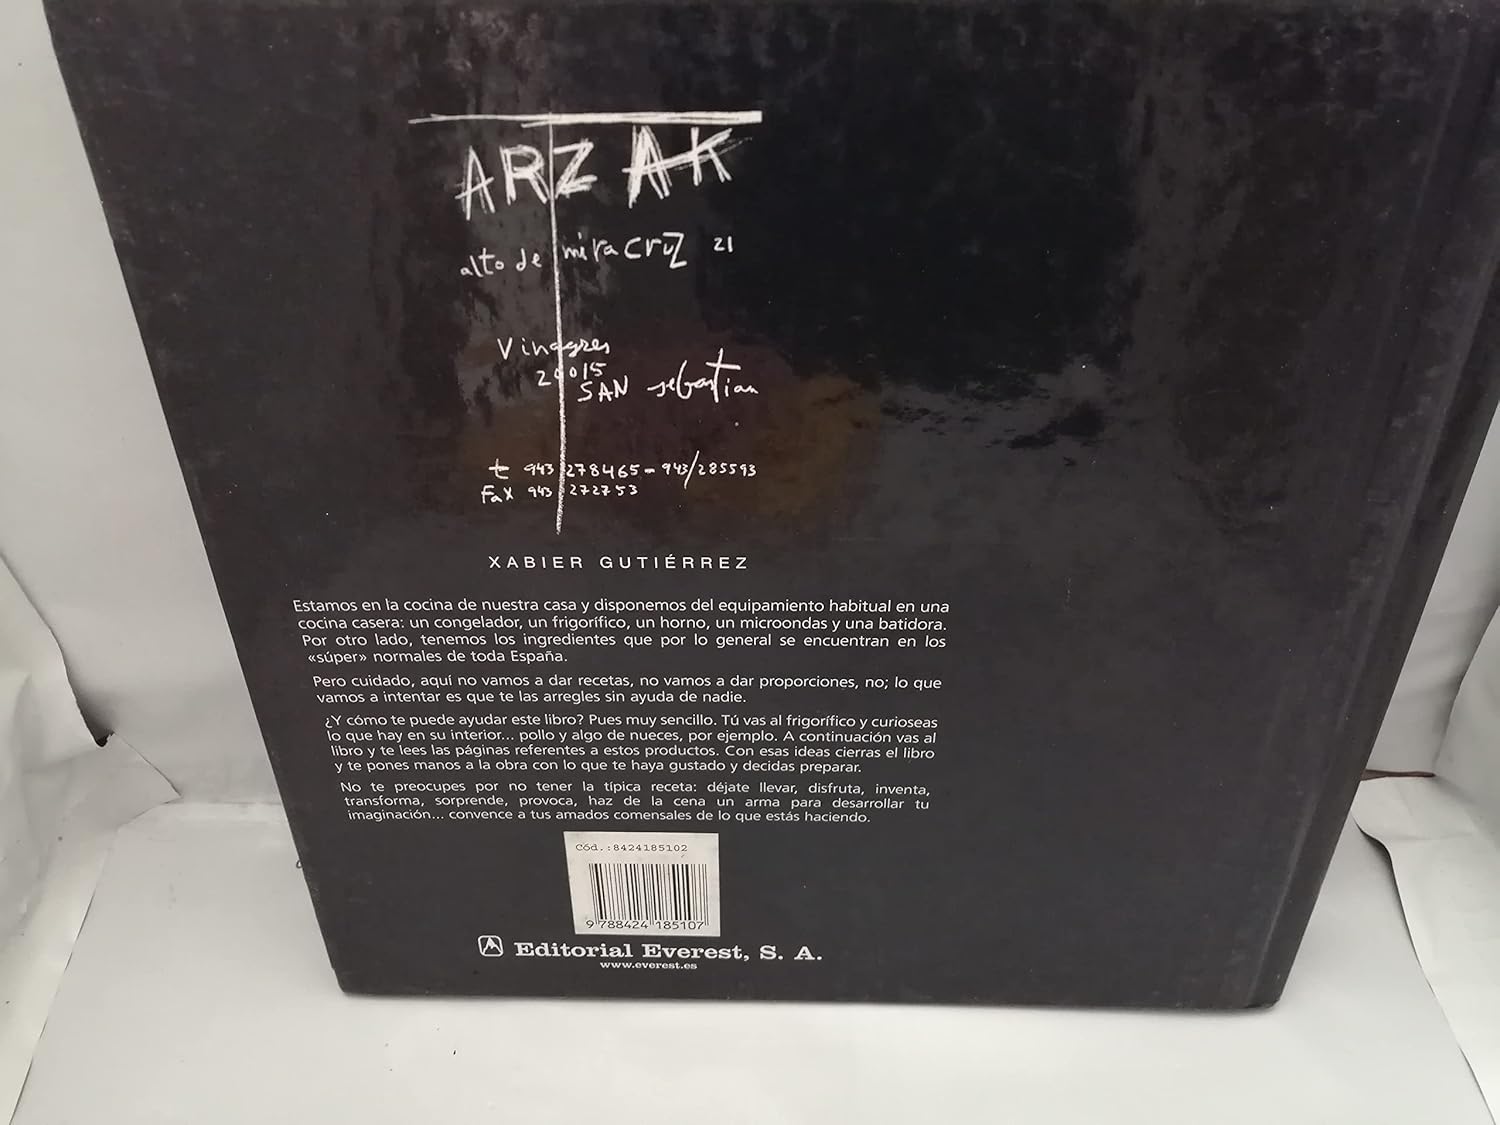 ARZAK
alto de miracruz 21
Vinagres
20015
SAN sebastian
t 943 278465 - 943/285593
Fax 943 272753
XABIER GUTIÉRREZ
Estamos en la cocina de nuestra casa y disponemos del equipamiento habitual en una
cocina casera: un congelador, un frigorífico, un horno, un microondas y una batidora.
Por otro lado, tenemos los ingredientes que por lo general se encuentran en los
«súper» normales de toda España.
Pero cuidado, aquí no vamos a dar recetas, no vamos a dar proporciones, no; lo que
vamos a intentar es que te las arregles sin ayuda de nadie.
¿Y cómo te puede ayudar este libro? Pues muy sencillo. Tú vas al frigorífico y curioseas
lo que hay en su interior... pollo y algo de nueces, por ejemplo. A continuación vas al
libro y te lees las páginas referentes a estos productos. Con esas ideas cierras el libro
y te pones manos a la obra con lo que te haya gustado y decidas preparar.
No te preocupes por no tener la típica receta: déjate llevar, disfruta, inventa,
transforma, sorprende, provoca, haz de la cena un arma para desarrollar tu
imaginación... convence a tus amados comensales de lo que estás haciendo.
Cód.:8424185102
9 788424 185107
Editorial Everest, S. A.
www.everest.es